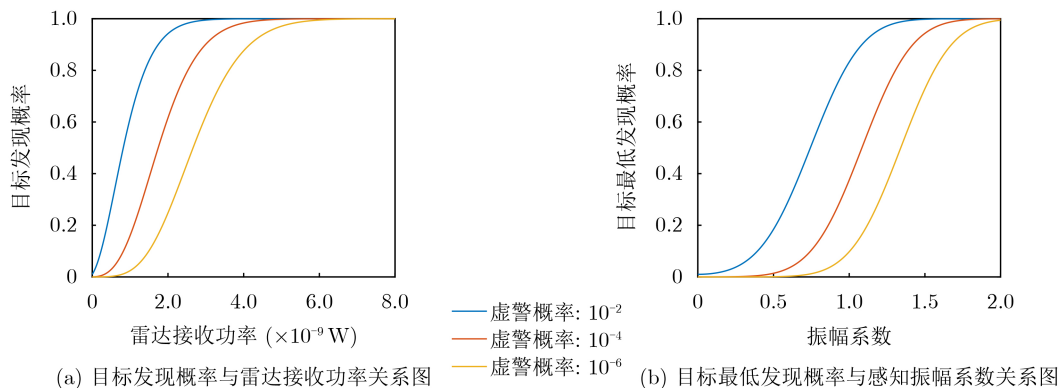 目标发现概率
1.0
0.8
0.6
0.4
0.2
0
0 2.0 4.0 6.0 8.0
雷达接收功率 (×10⁻⁹ W)
(a) 目标发现概率与雷达接收功率关系图
虚警概率: 10⁻²
虚警概率: 10⁻⁴
虚警概率: 10⁻⁶
目标最低发现概率
1.0
0.8
0.6
0.4
0.2
0
0 0.5 1.0 1.5 2.0
振幅系数
(b) 目标最低发现概率与感知振幅系数关系图